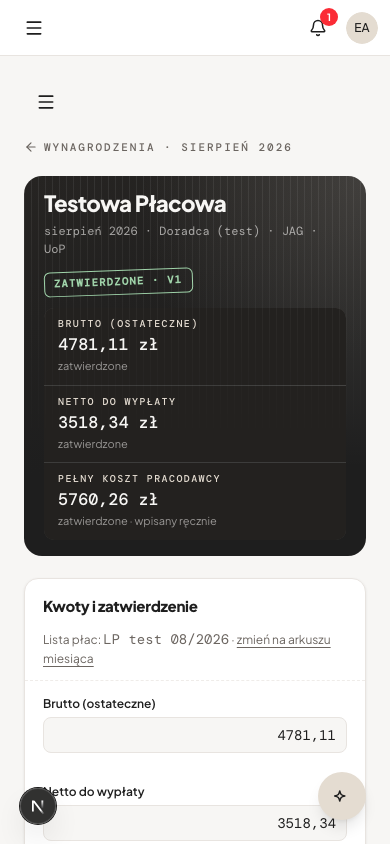 1
EA
← WYNAGRODZENIA · SIERPIEŃ 2026
Testowa Płacowa
sierpień 2026 · Doradca (test) · JAG ·
UoP
ZATWIERDZONE · V1
BRUTTO (OSTATECZNE)
4781,11 zł
zatwierdzone
NETTO DO WYPŁATY
3518,34 zł
zatwierdzone
PEŁNY KOSZT PRACODAWCY
5760,26 zł
zatwierdzone · wpisany ręcznie
Kwoty i zatwierdzenie
Lista płac: LP test 08/2026 · zmień na arkuszu
miesiąca
Brutto (ostateczne)
4781,11
Netto do wypłaty
3518,34
N